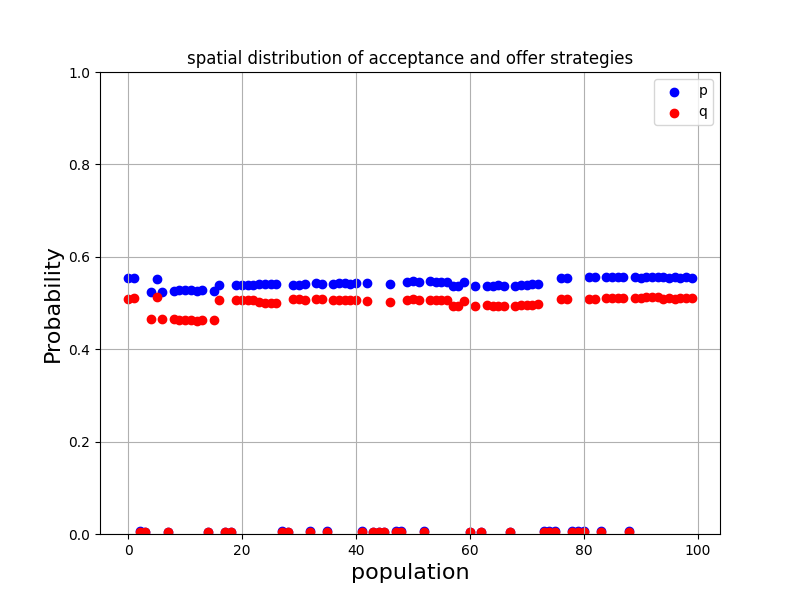 spatial distribution of acceptance and offer strategies
1.0
0.8
0.6
0.4
0.2
0.0
Probability
p
q
0 20 40 60 80 100
population